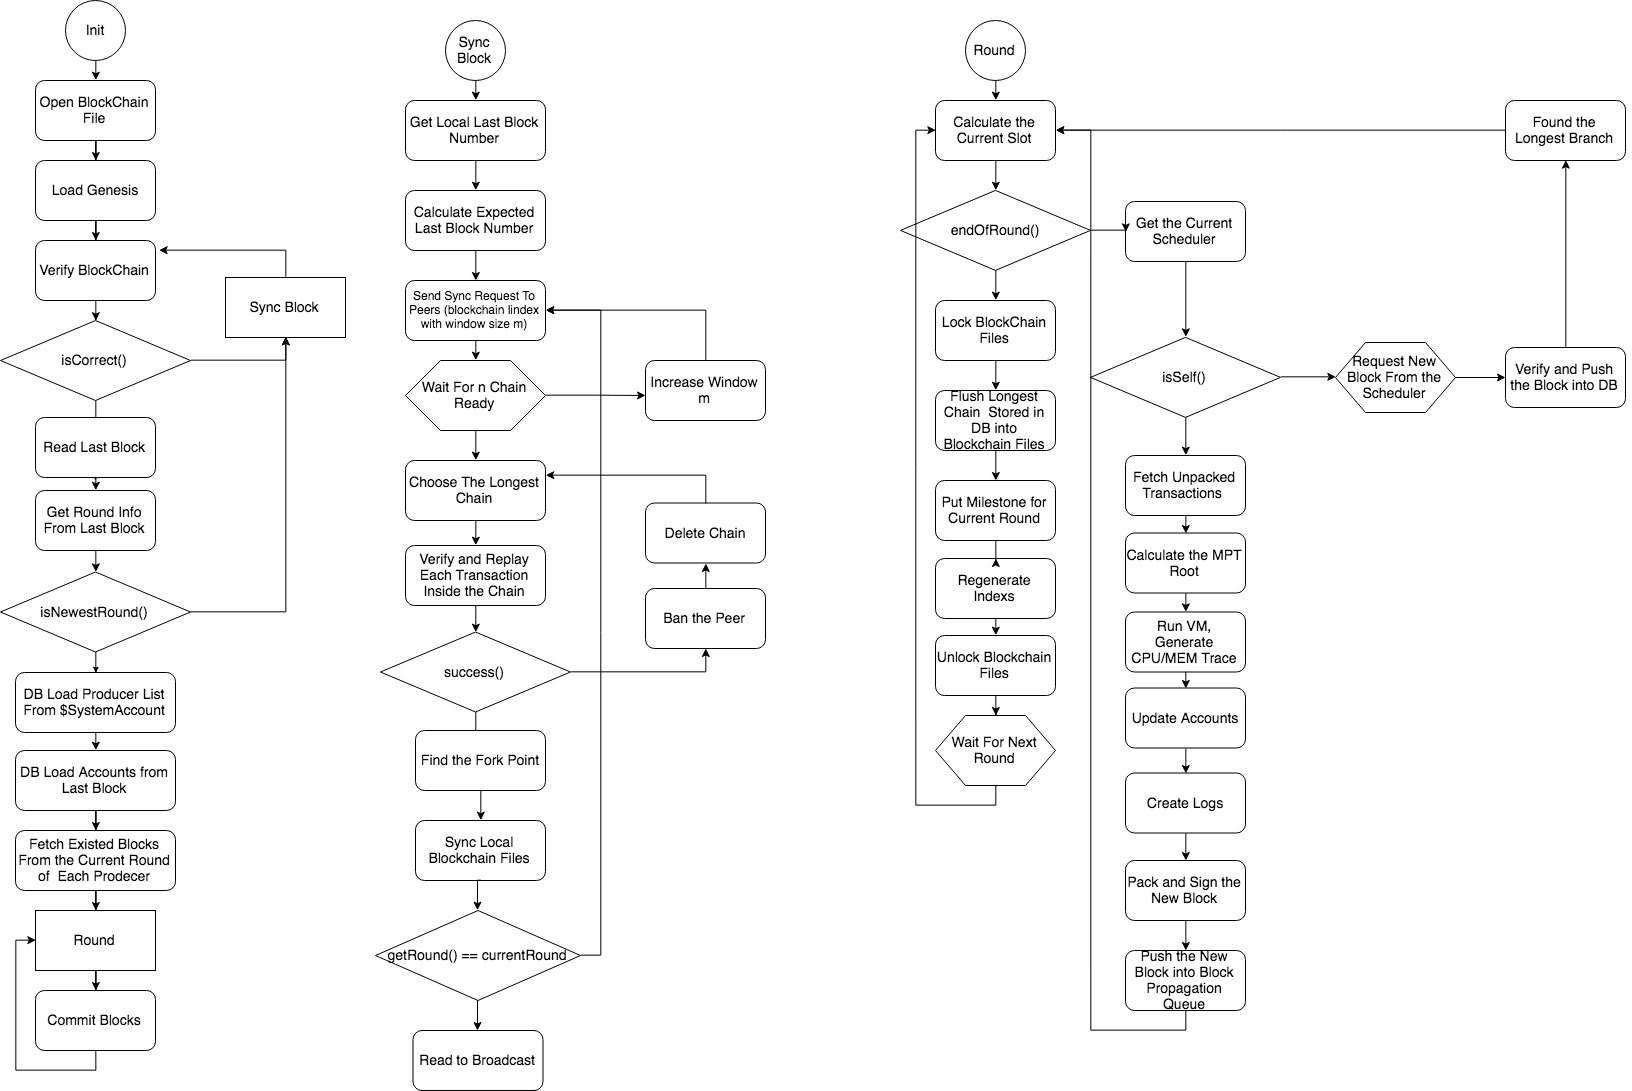 Init
Open BlockChain
File
Load Genesis
Verify BlockChain
Sync Block
isCorrect()
Read Last Block
Get Round Info
From Last Block
isNewestRound()
DB Load Producer List
From $SystemAccount
DB Load Accounts from
Last Block
Fetch Existed Blocks
From the Current Round
of Each Prodecer
Round
Commit Blocks
Sync
Block
Get Local Last Block
Number
Calculate Expected
Last Block Number
Send Sync Request To
Peers (blockchain Iindex
with window size m)
Wait For n Chain
Ready
Increase Window
m
Choose The Longest
Chain
Delete Chain
Verify and Replay
Each Transaction
Inside the Chain
Ban the Peer
success()
Find the Fork Point
Sync Local
Blockchain Files
getRound() == currentRound
Read to Broadcast
Round
Calculate the
Current Slot
endOfRound()
Lock BlockChain
Files
Flush Longest
Chain Stored in
DB into
Blockchain Files
Put Milestone for
Current Round
Regenerate
Indexs
Unlock Blockchain
Files
Wait For Next
Round
Get the Current
Scheduler
isSelf()
Fetch Unpacked
Transactions
Calculate the MPT
Root
Run VM,
Generate
CPU/MEM Trace
Update Accounts
Create Logs
Pack and Sign the
New Block
Push the New
Block into Block
Propagation
Queue
Request New
Block From the
Scheduler
Verify and Push
the Block into DB
Found the
Longest Branch